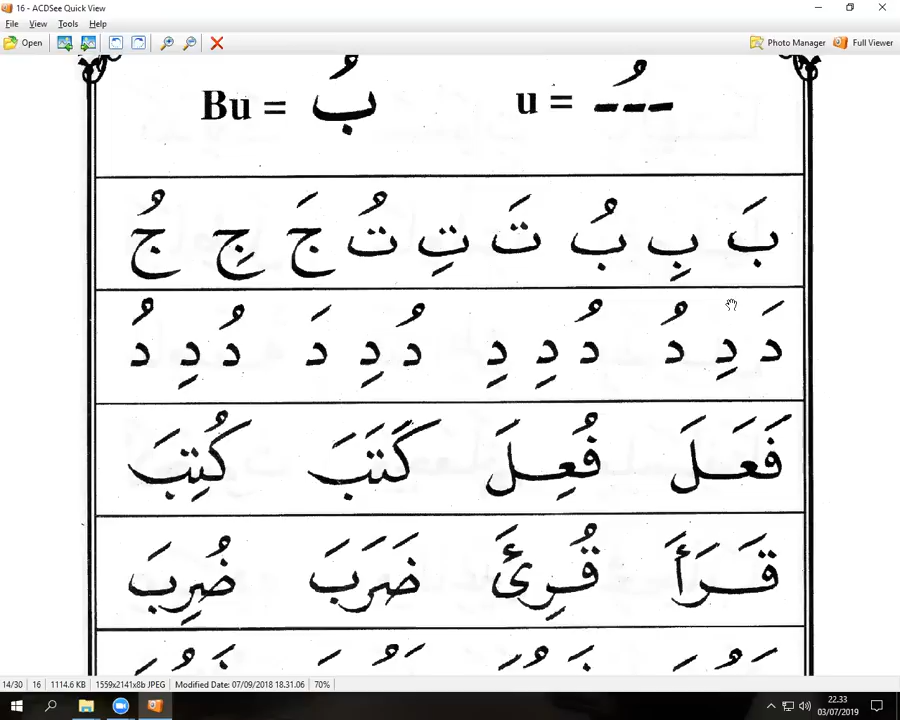 16 - ACDSee Quick View
File View Tools Help
Open Photo Manager Full Viewer
Bu = بُ u = ـُ
بَ بِ بُ تَ تِ تُ جَ جِ جُ
دَ دِ دُ دُ دِ دِ دُ دِ دَ دُ دِ دُ
فَعَلَ فُعِلَ كَتَبَ كُتِبَ
قَرَأَ قُرِئَ ضَرَبَ ضُرِبَ
14/30 16 1114.6 KB 1559x2141x8b JPEG Modified Date: 07/09/2018 18.31.06 70%
22.33
03/07/2019